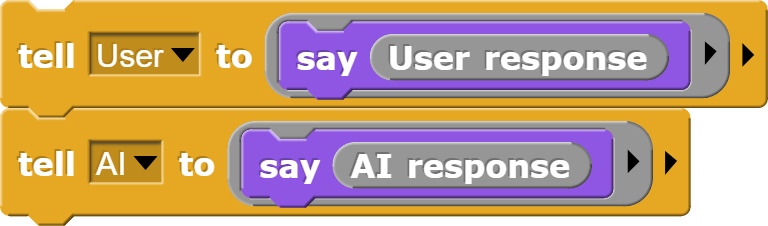 tell User to say User response
tell AI to say AI response